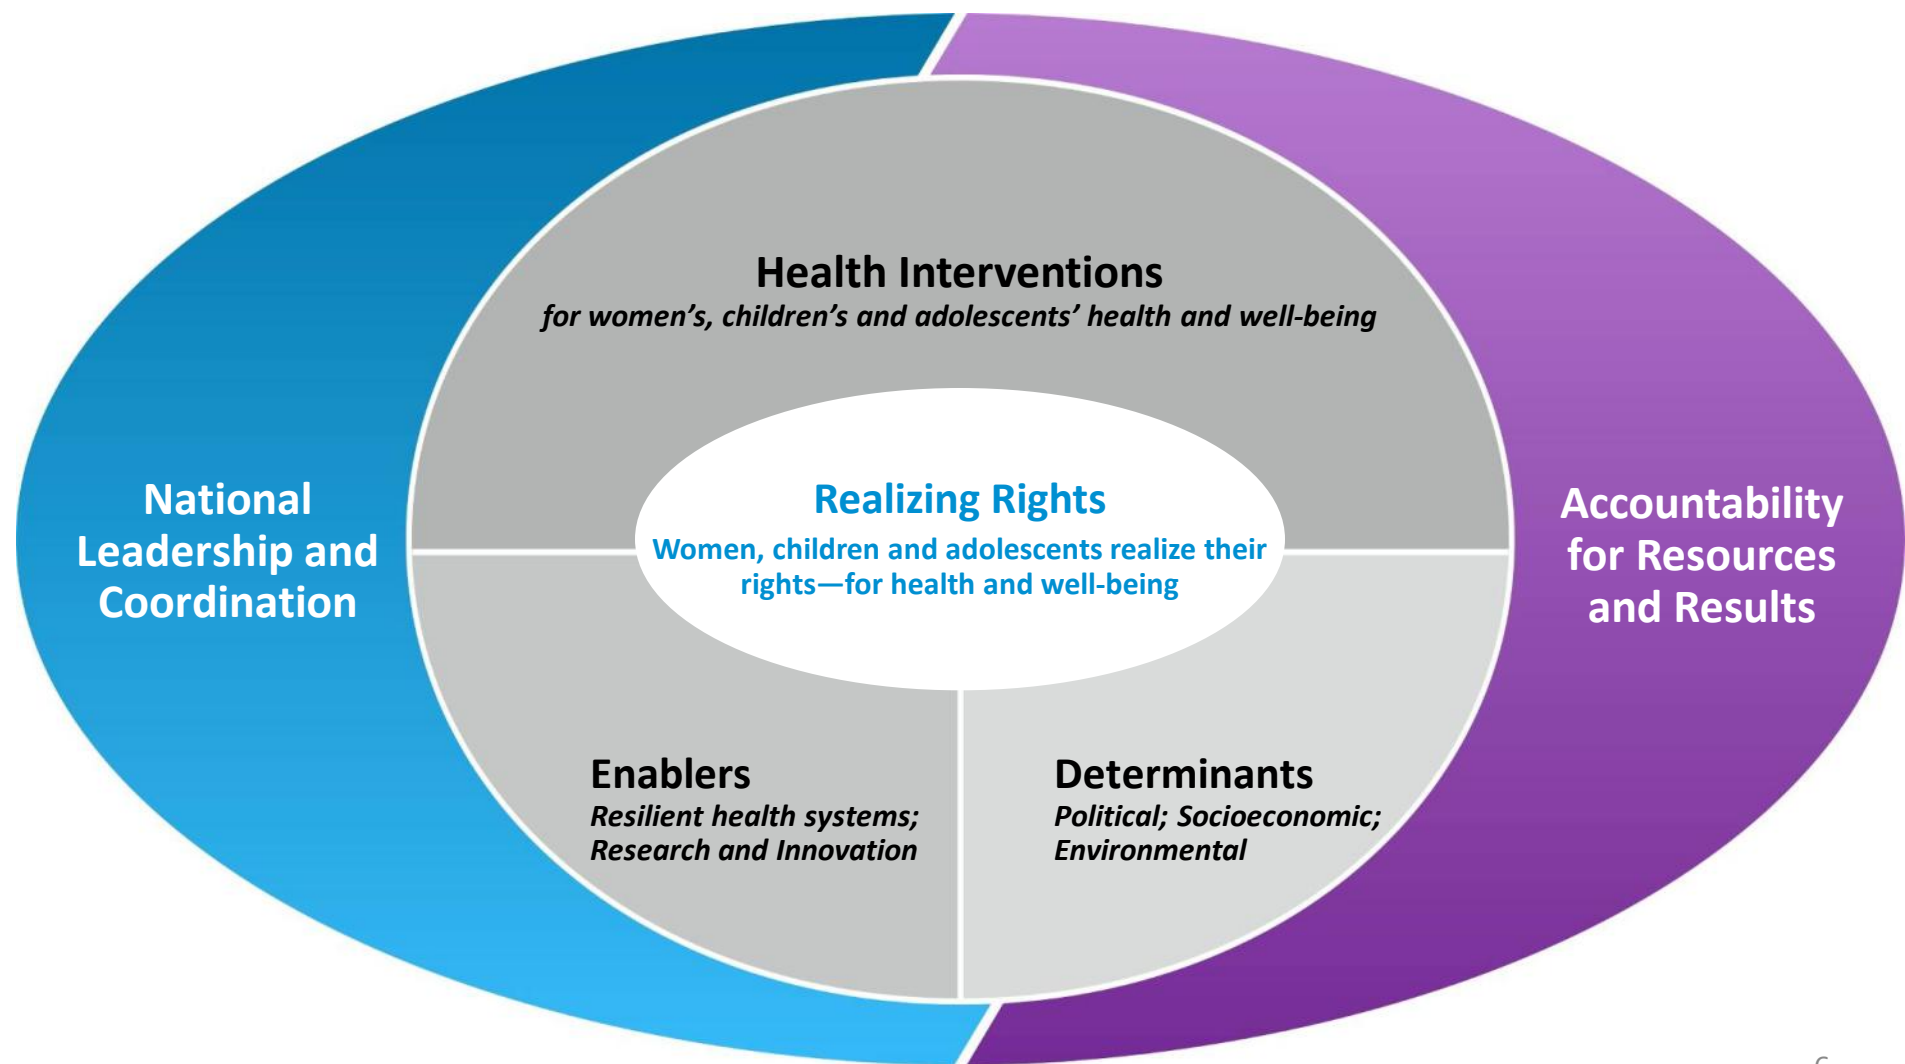 Health Interventions
for women’s, children’s and adolescents’ health and well-being
National
Leadership and
Coordination
Realizing Rights
Women, children and adolescents realize their
rights—for health and well-being
Accountability
for Resources
and Results
Enablers
Resilient health systems;
Research and Innovation
Determinants
Political; Socioeconomic;
Environmental